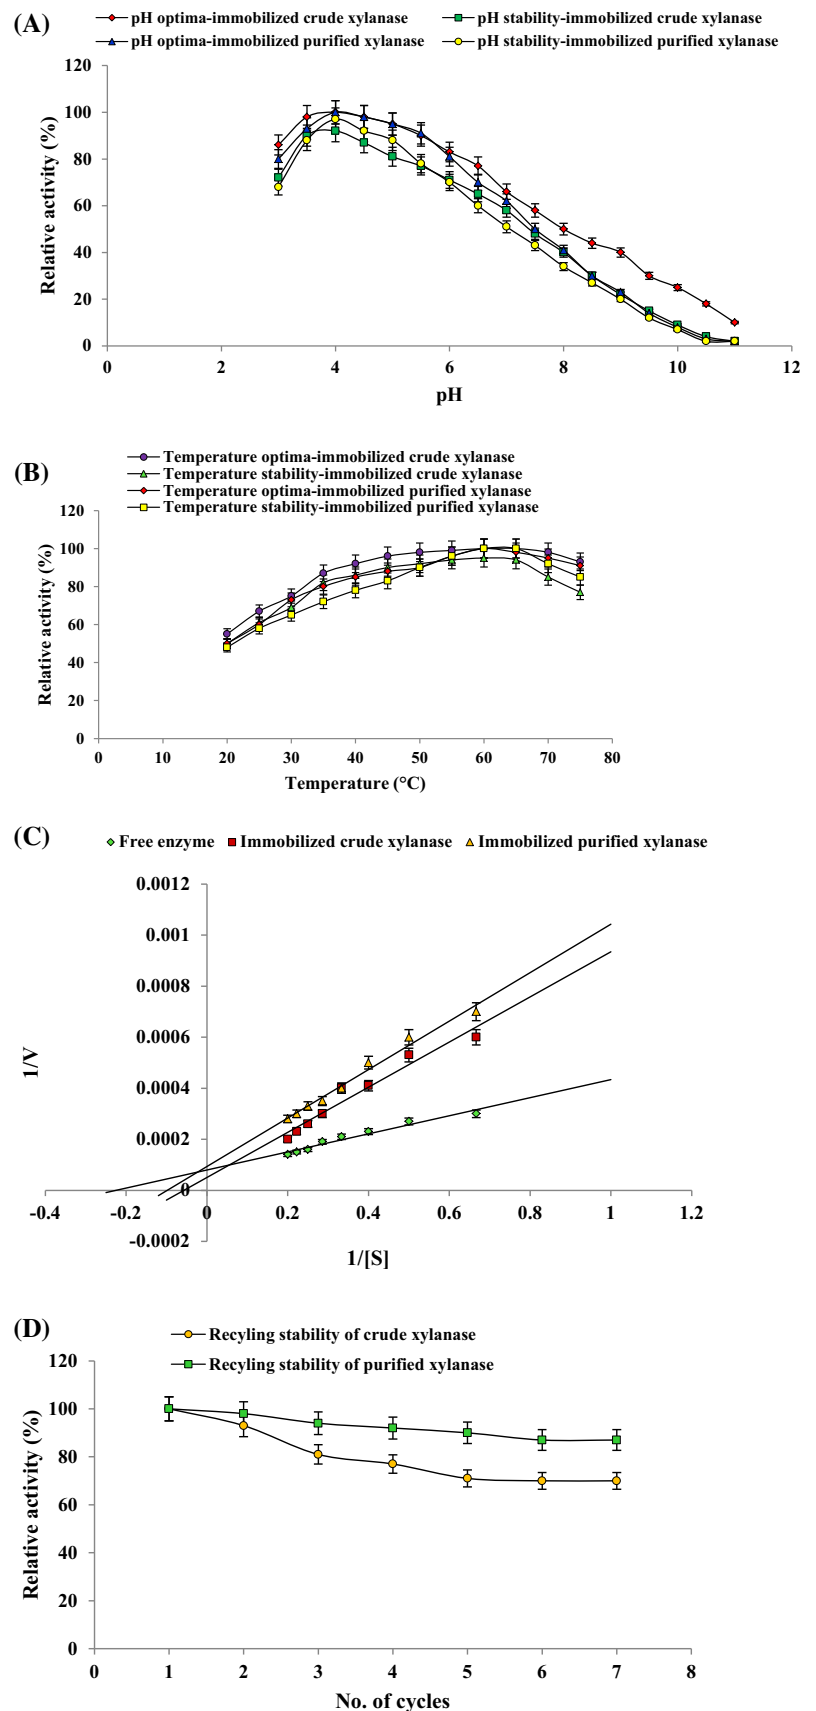 (A)
pH optima-immobilized crude xylanase pH stability-immobilized crude xylanase
pH optima-immobilized purified xylanase pH stability-immobilized purified xylanase
120
100
80
60
40
20
0
Relative activity (%)
0 2 4 6 8 10 12
pH
(B)
Temperature optima-immobilized crude xylanase
Temperature stability-immobilized crude xylanase
Temperature optima-immobilized purified xylanase
Temperature stability-immobilized purified xylanase
120
100
80
60
40
20
0
Relative activity (%)
0 10 20 30 40 50 60 70 80
Temperature (°C)
(C)
Free enzyme Immobilized crude xylanase Immobilized purified xylanase
0.0012
0.001
0.0008
0.0006
0.0004
0.0002
0
-0.0002
1/V
-0.4 -0.2 0 0.2 0.4 0.6 0.8 1 1.2
1/[S]
(D)
Recyling stability of crude xylanase
Recyling stability of purified xylanase
120
100
80
60
40
20
0
Relative activity (%)
0 1 2 3 4 5 6 7 8
No. of cycles